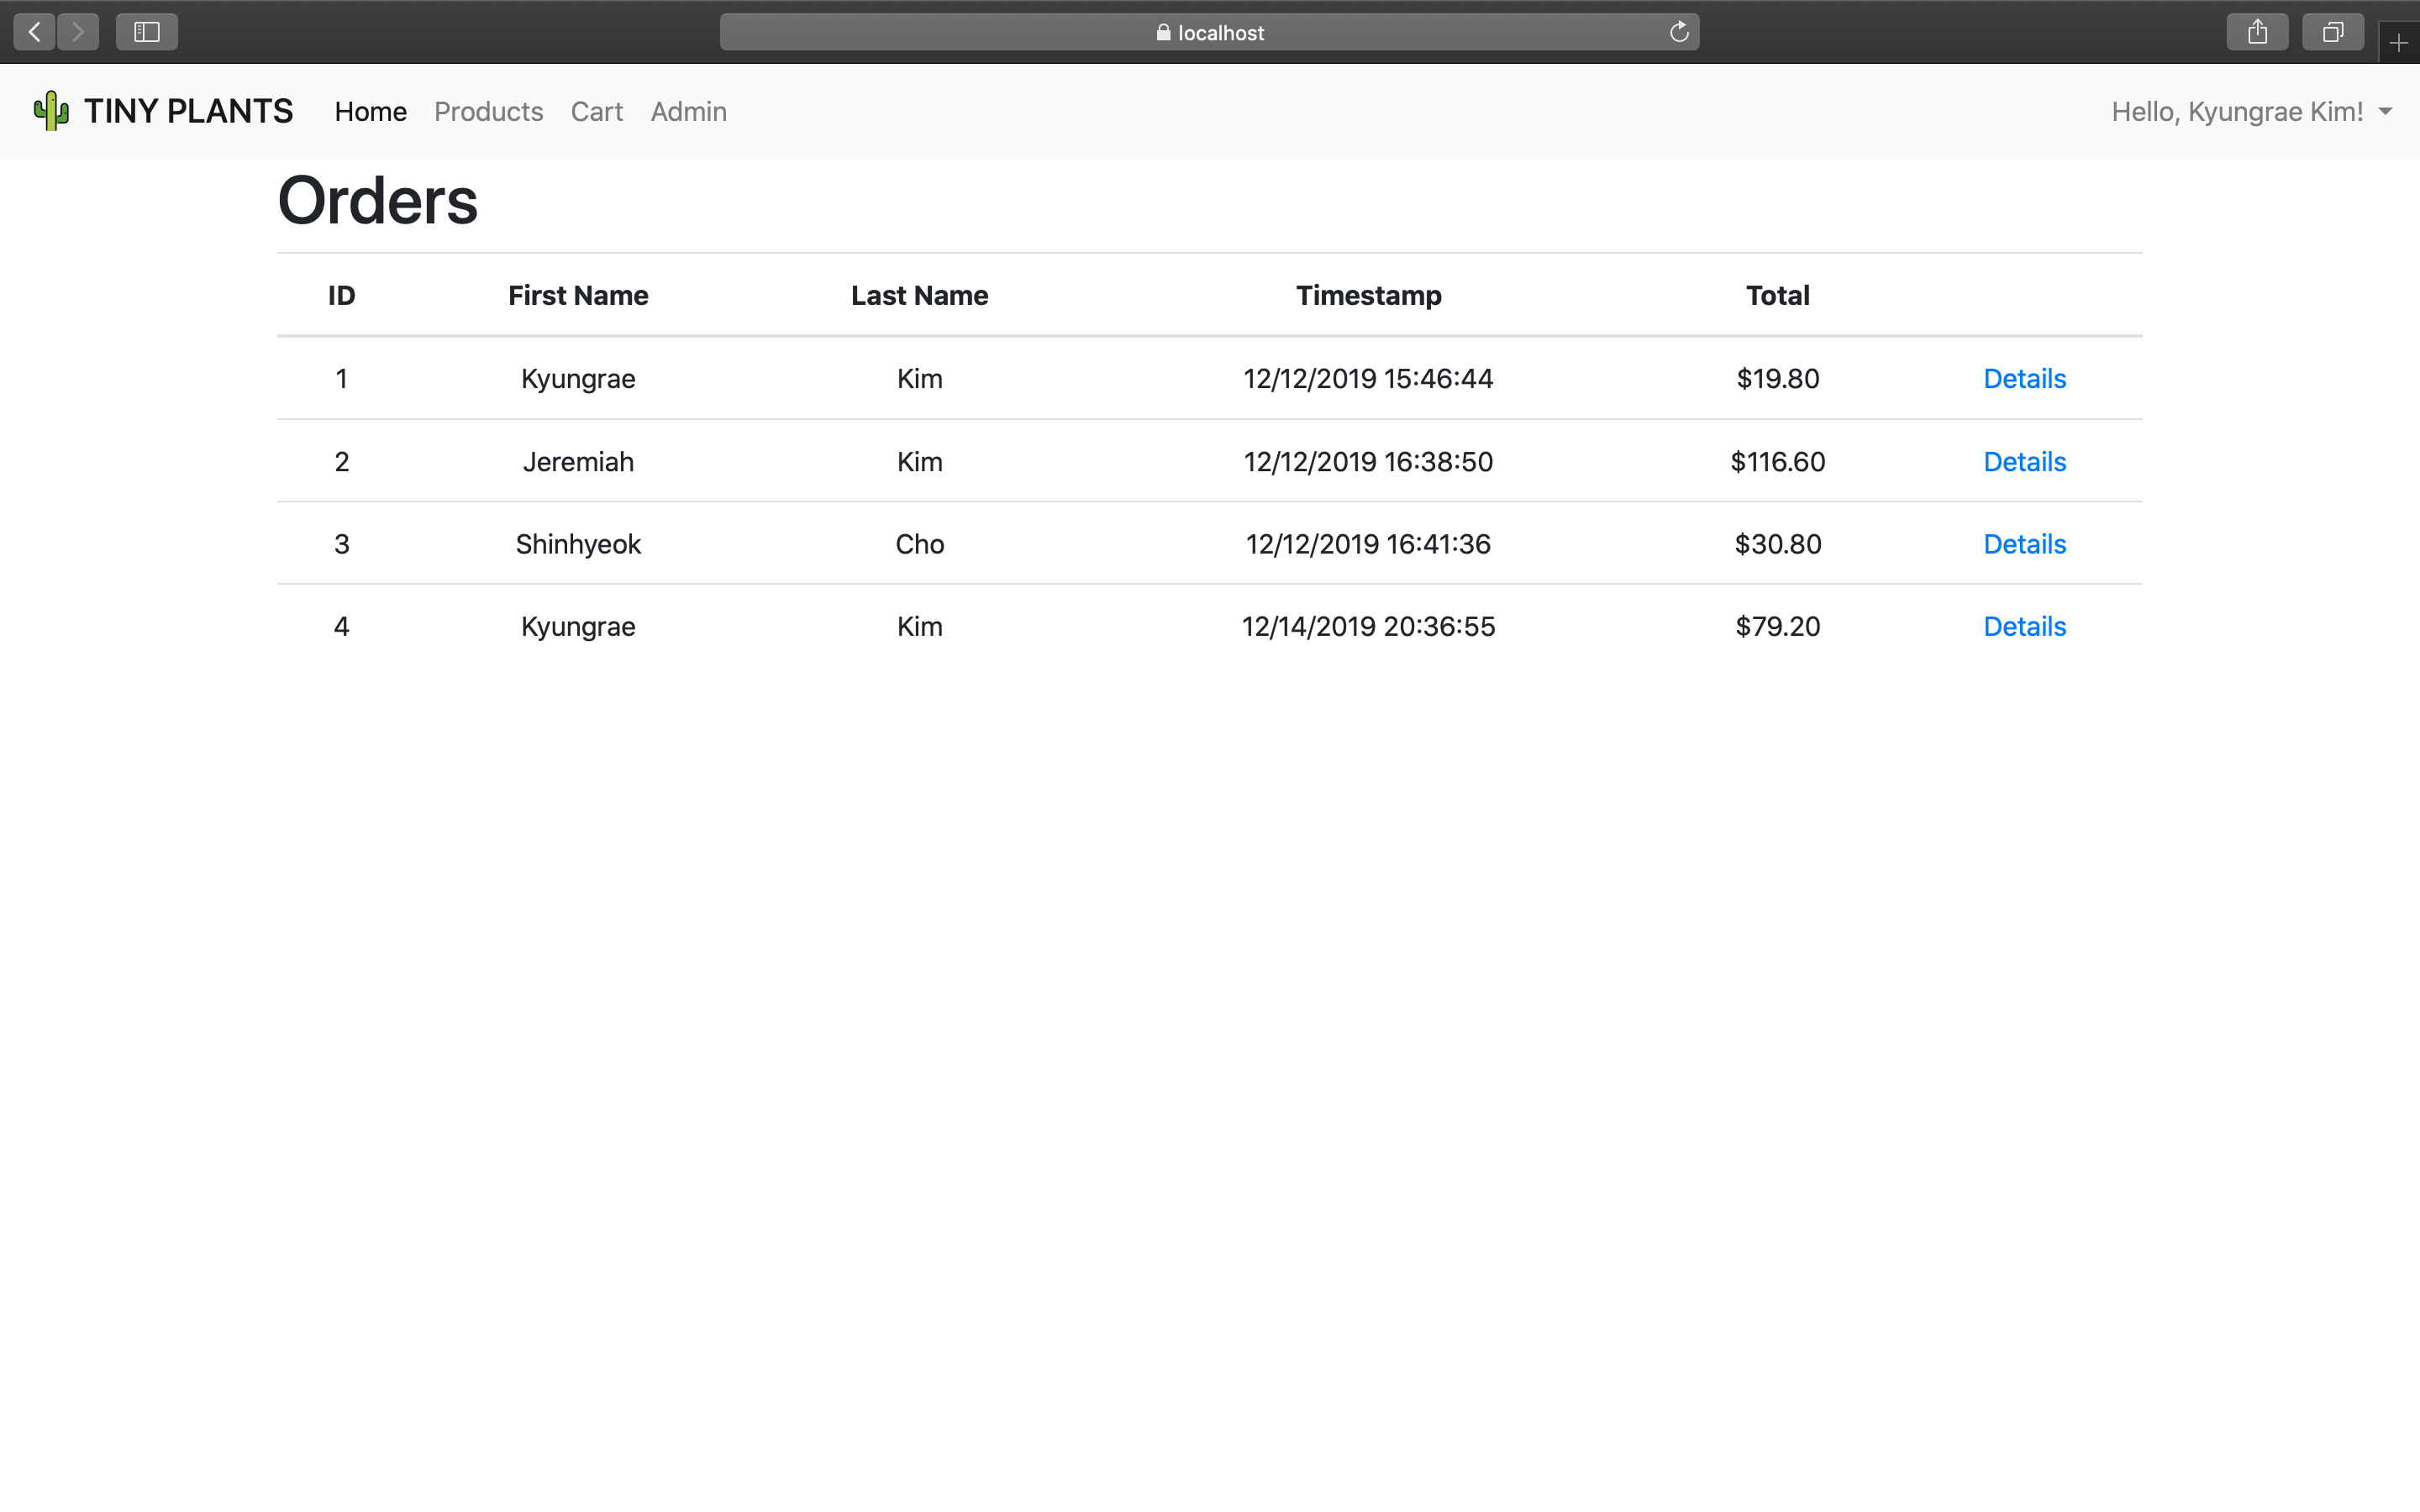 localhost
TINY PLANTS Home Products Cart Admin Hello, Kyungrae Kim!
Orders
ID First Name Last Name Timestamp Total
1 Kyungrae Kim 12/12/2019 15:46:44 $19.80 Details
2 Jeremiah Kim 12/12/2019 16:38:50 $116.60 Details
3 Shinhyeok Cho 12/12/2019 16:41:36 $30.80 Details
4 Kyungrae Kim 12/14/2019 20:36:55 $79.20 Details